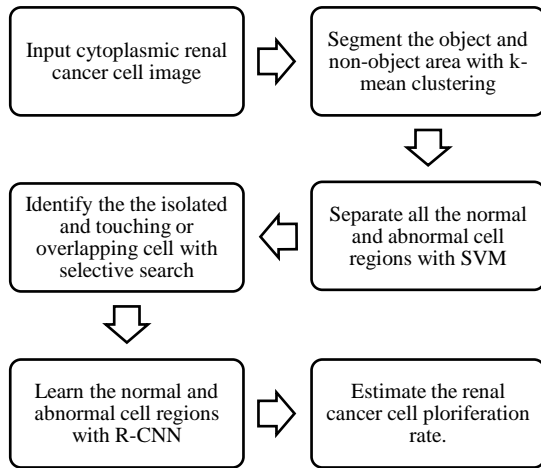 Input cytoplasmic renal
cancer cell image
Segment the object and
non-object area with k-
mean clustering
Separate all the normal
and abnormal cell
regions with SVM
Identify the the isolated
and touching or
overlapping cell with
selective search
Learn the normal and
abnormal cell regions
with R-CNN
Estimate the renal
cancer cell ploriferation
rate.